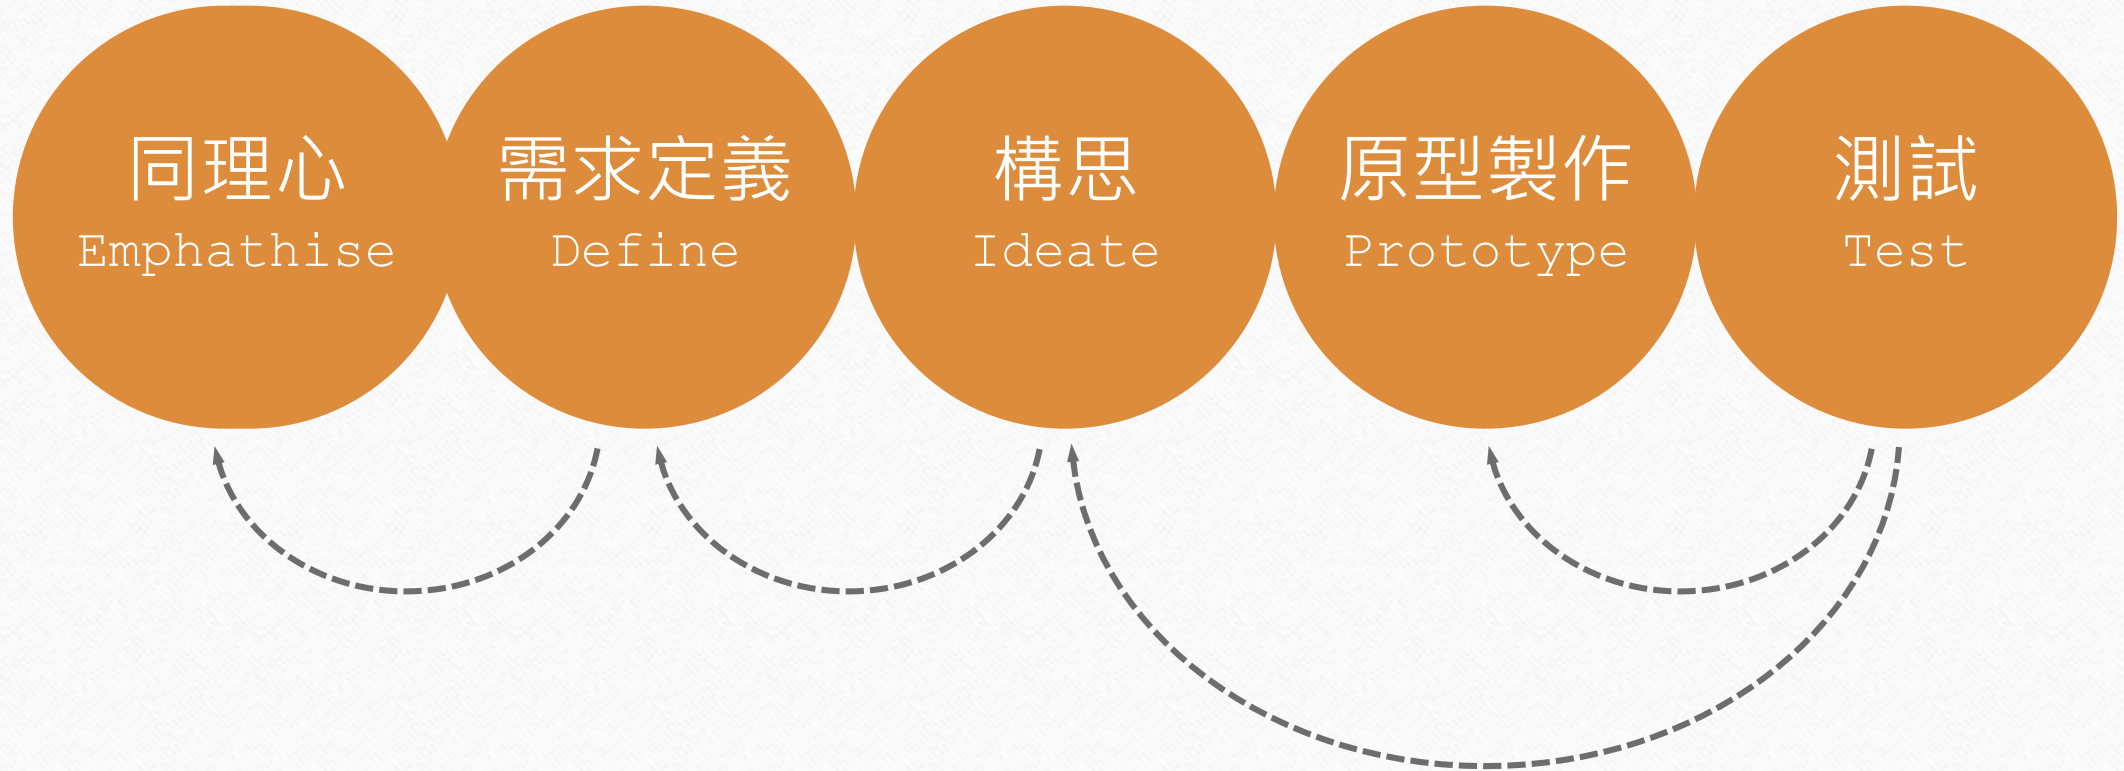 同理心
Emphathise
需求定義
Define
構思
Ideate
原型製作
Prototype
測試
Test